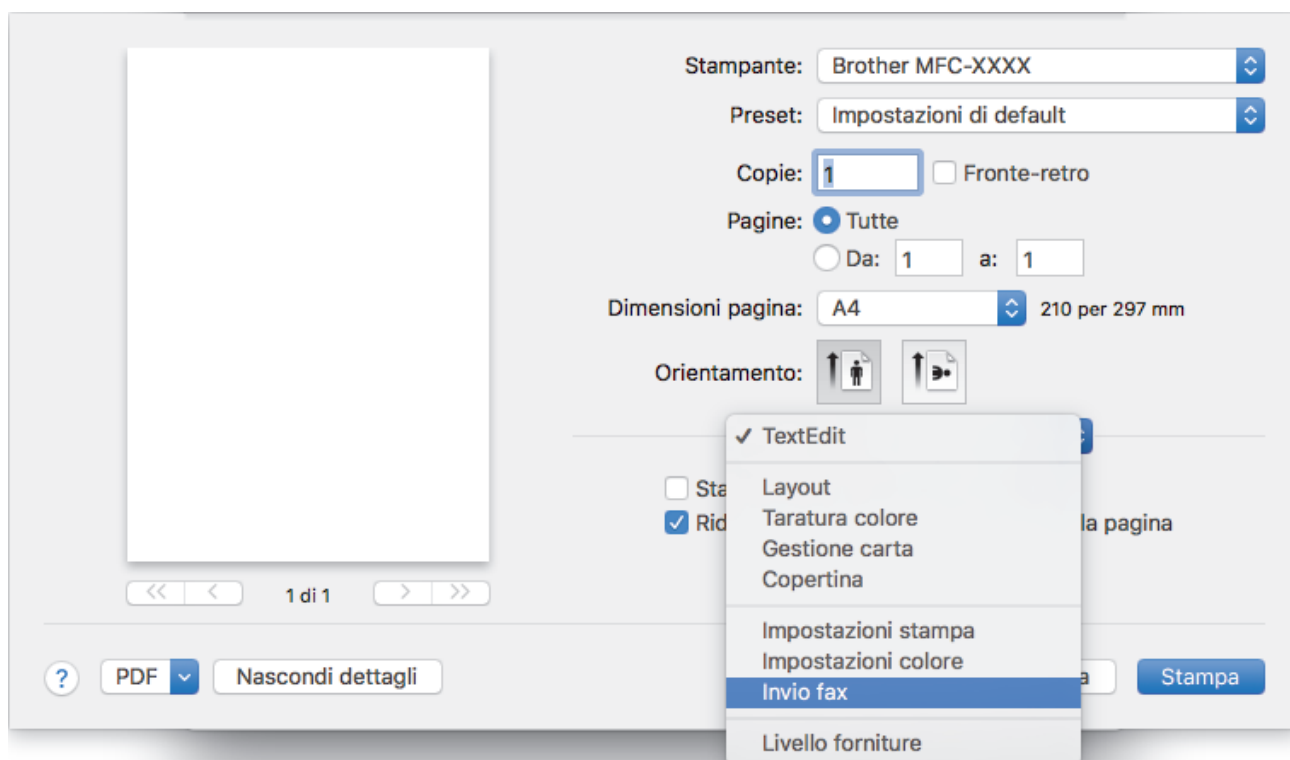 Stampante: Brother MFC-XXXX
Preset: Impostazioni di default
Copie: 1 Fronte-retro
Pagine: Tutte
Da: 1 a: 1
Dimensioni pagina: A4 210 per 297 mm
Orientamento:
✓ TextEdit
Layout
la pagina
Taratura colore
Gestione carta
Copertina
1 di 1
Impostazioni stampa
Impostazioni colore
Invio fax
Livello forniture
? PDF Nascondi dettagli
Stampa